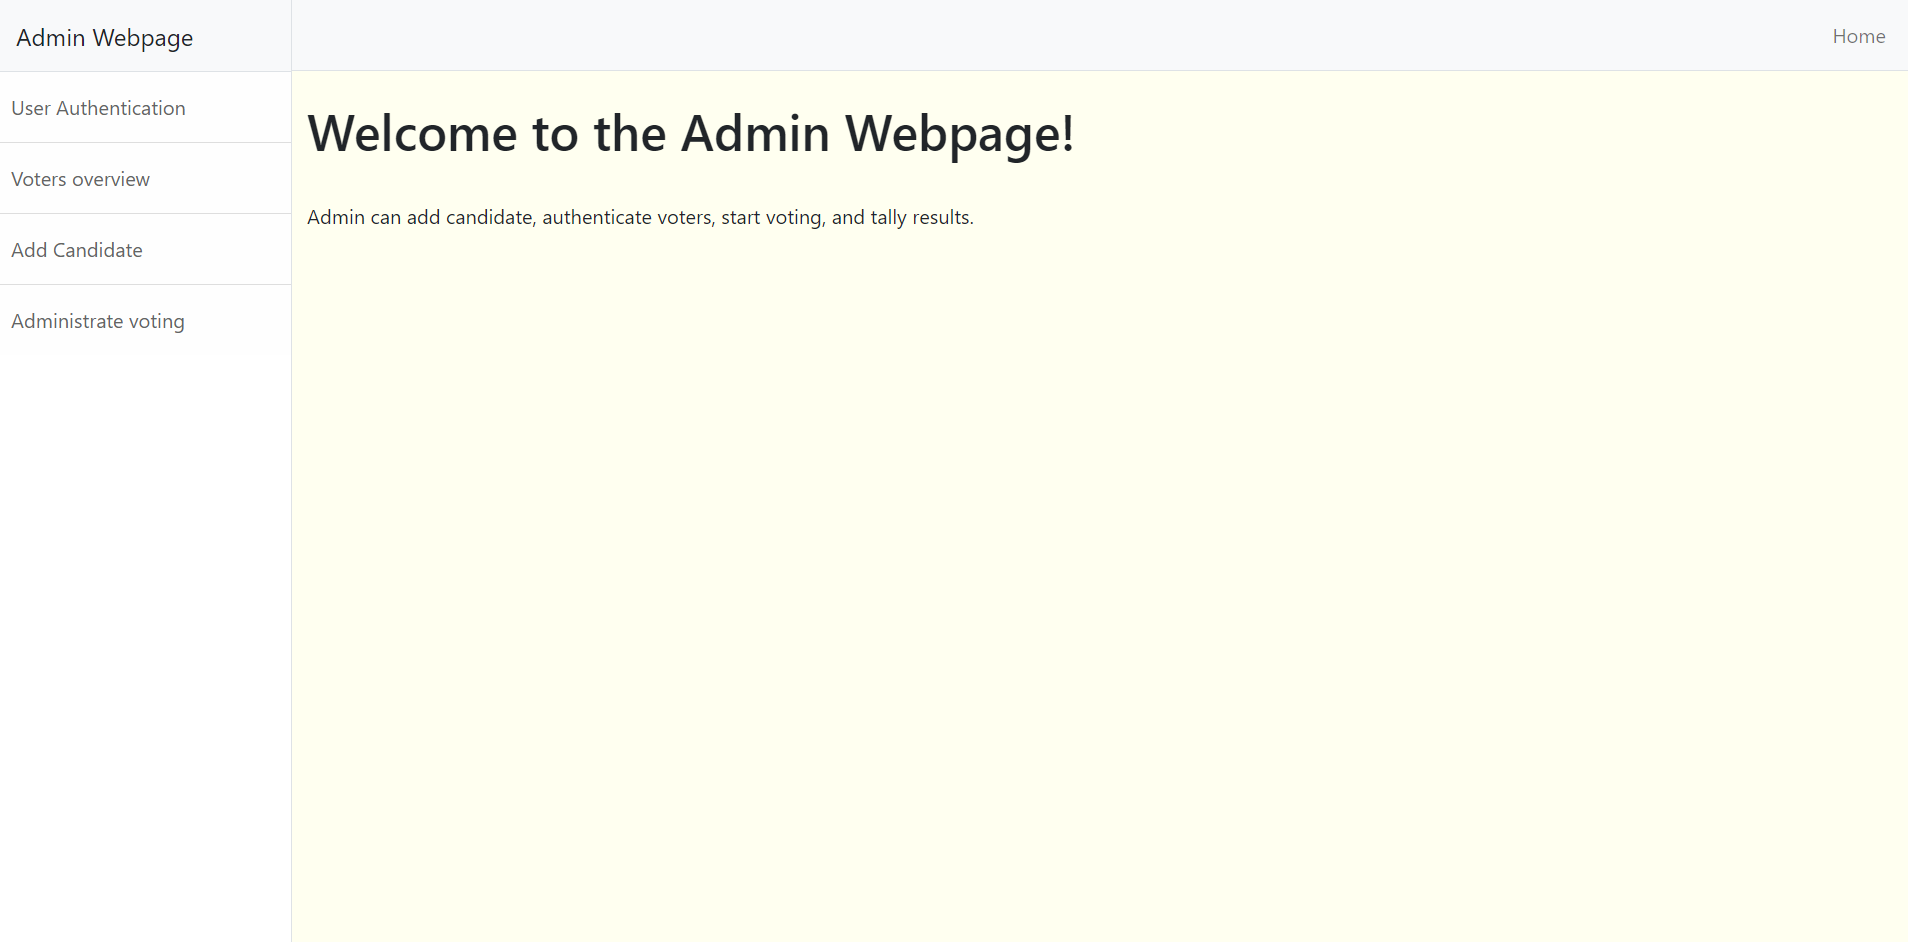 Admin Webpage
Home
User Authentication
Voters overview
Add Candidate
Administrate voting
Welcome to the Admin Webpage!
Admin can add candidate, authenticate voters, start voting, and tally results.